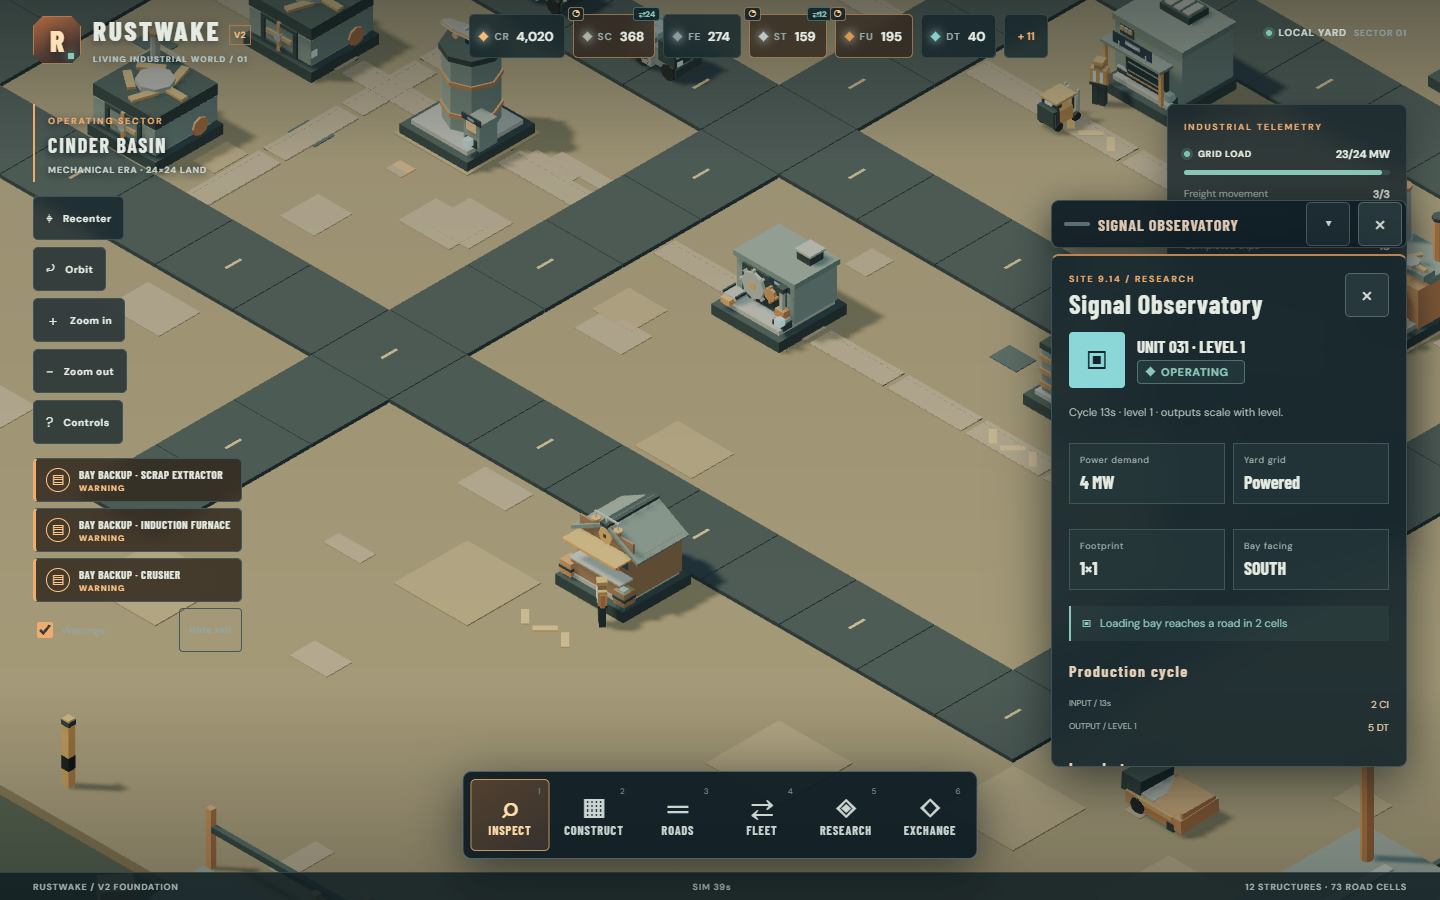 R
RUSTWAKE V2
LIVING INDUSTRIAL WORLD / 01
CR 4,020
SC 368
⇄24
FE 274
ST 159
⇄12
FU 195
DT 40
+11
LOCAL YARD SECTOR 01
OPERATING SECTOR
CINDER BASIN
MECHANICAL ERA · 24×24 LAND
Recenter
Orbit
+ Zoom in
− Zoom out
? Controls
BAY BACKUP · SCRAP EXTRACTOR
WARNING
BAY BACKUP · INDUCTION FURNACE
WARNING
BAY BACKUP · CRUSHER
WARNING
Warnings
INDUSTRIAL TELEMETRY
GRID LOAD 23/24 MW
Freight movement 3/3
SIGNAL OBSERVATORY
SITE 9.14 / RESEARCH
Signal Observatory
UNIT 031 · LEVEL 1
OPERATING
Cycle 13s · level 1 · outputs scale with level.
Power demand
4 MW
Yard grid
Powered
Footprint
1×1
Bay facing
SOUTH
Loading bay reaches a road in 2 cells
Production cycle
INPUT / 13s 2 CI
OUTPUT / LEVEL 1 5 DT
1
INSPECT
2
CONSTRUCT
3
ROADS
4
FLEET
5
RESEARCH
6
EXCHANGE
RUSTWAKE / V2 FOUNDATION
SIM 39s
12 STRUCTURES · 73 ROAD CELLS